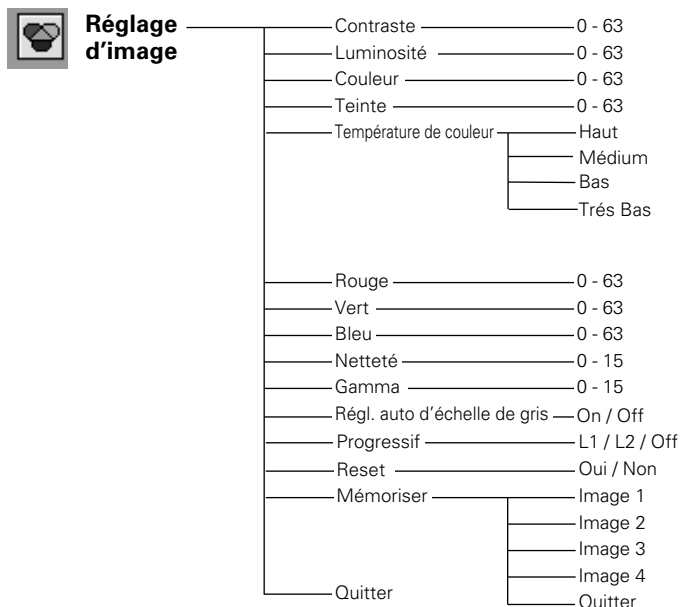 Réglage
d'image
Contraste 0 - 63
Luminosité 0 - 63
Couleur 0 - 63
Teinte 0 - 63
Température de couleur Haut
Médium
Bas
Trés Bas
Rouge 0 - 63
Vert 0 - 63
Bleu 0 - 63
Netteté 0 - 15
Gamma 0 - 15
Régl. auto d'échelle de gris On / Off
Progressif L1 / L2 / Off
Reset Oui / Non
Mémoriser Image 1
Image 2
Image 3
Image 4
Quitter Quitter